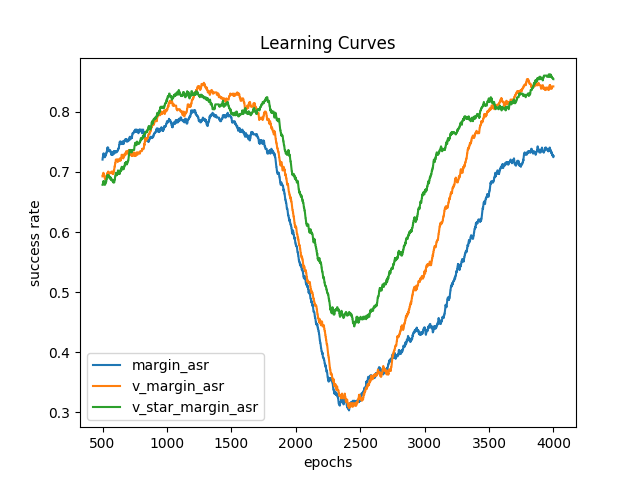 Learning Curves
success rate
0.8
0.7
0.6
0.5
0.4
0.3
margin_asr
v_margin_asr
v_star_margin_asr
500
1000
1500
2000
2500
3000
3500
4000
epochs